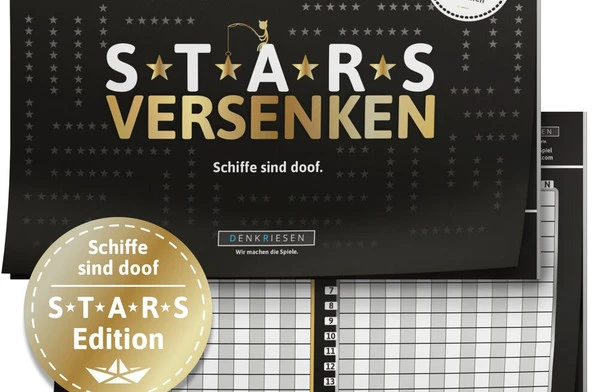 S★T★A★R★S
VERSENKEN
Schiffe sind doof.
DENKRIESEN
Wir machen die Spiele.
Schiffe
sind doof
S★T★A★R★S
Edition
N
7
8
9
10
11
12
13